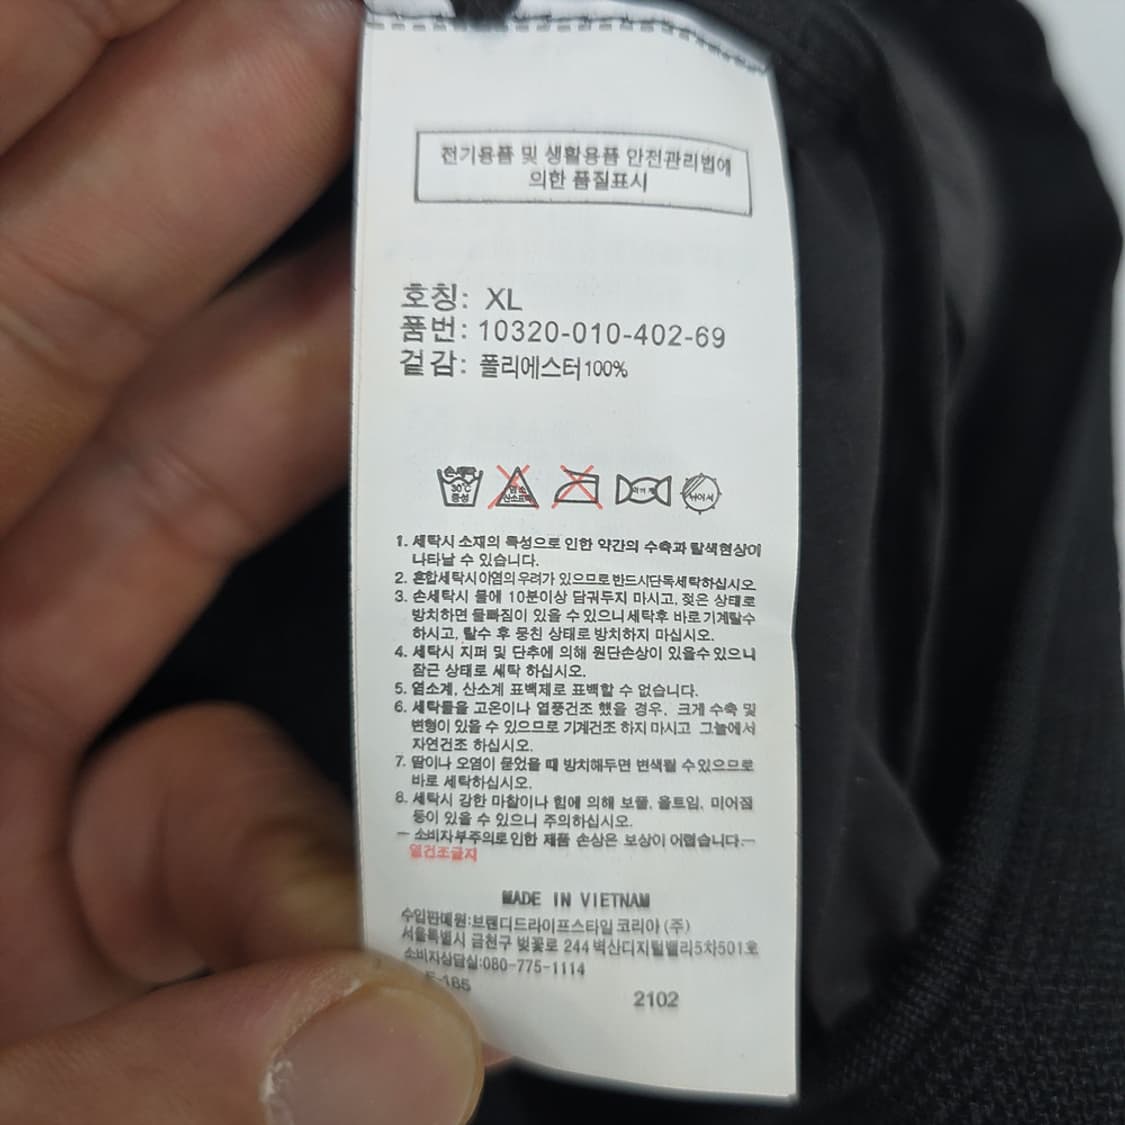 전기용품 및 생활용품 안전관리법에
의한 품질표시
호칭: XL
품번: 10320-010-402-69
겉감: 폴리에스터100%
30℃
중성
뉘어서
1. 세탁시 소재의 특성으로 인한 약간의 수축과 탈색현상이
나타날 수 있습니다.
2. 혼합세탁시이염의우려가 있으므로반드시단독세탁하십시오
3. 손세탁시 물에 10분이상 담궈두지 마시고, 젖은 상태로
방치하면 물빠짐이 있을 수 있으니세탁후 바로기계탈수
하시고, 탈수 후 뭉친 상태로 방치하지 마십시오.
4. 세탁시 지퍼 및 단추에 의해 원단손상이 있을수있으니
잠근 상태로 세탁 하십시오.
5. 염소계, 산소계 표백제로 표백할 수 없습니다.
6. 세탁물을 고온이나 열풍건조 했을 경우, 크게 수축 및
변형이 있을 수 있으므로 기계건조 하지 마시고 그늘에서
자연건조 하십시오.
7. 땀이나 오염이 묻었을 때 방치해두면 변색될 수있으므로
바로 세탁하십시오.
8. 세탁시 강한 마찰이나 힘에 의해 보풀, 올트임, 미어짐
등이 있을 수 있으니 주의하십시오.
— 소비자부주의로인한 제품 손상은 보상이 어렵습니다.—
열건조금지
MADE IN VIETNAM
수입판매원:브랜디드라이프스타일 코리아 (주)
서울특별시 금천구 벚꽃로 244 벽산디지털밸리5차501호
소비자상담실:080-775-1114
2102